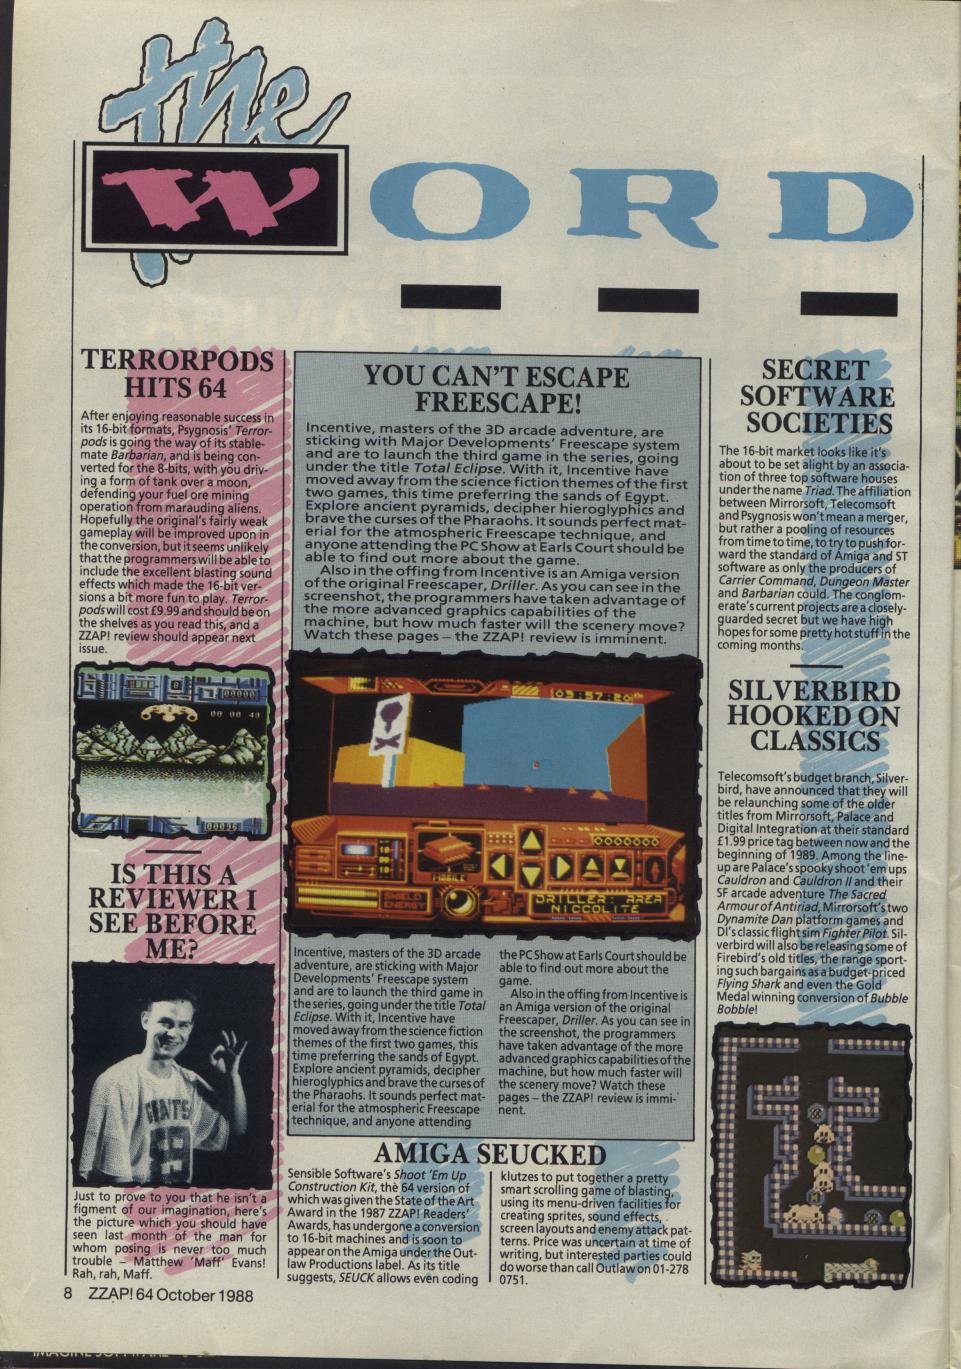 the
WORD
TERRORPODS
HITS 64
After enjoying reasonable success in
its 16-bit formats, Psygnosis' Terror-
pods is going the way of its stable-
mate Barbarian, and is being con-
verted for the 8-bits, with you driv-
ing a form of tank over a moon,
defending your fuel ore mining
operation from marauding aliens.
Hopefully the original's fairly weak
gameplay will be improved upon in
the conversion, but it seems unlikely
that the programmers will be able to
include the excellent blasting sound
effects which made the 16-bit ver-
sions a bit more fun to play. Terror-
pods will cost £9.99 and should be on
the shelves as you read this, and a
ZZAP! review should appear next
issue.
00000
00 00 43
00096
IS THIS A
REVIEWER I
SEE BEFORE
ME?
GIANTS
59
Just to prove to you that he isn't a
figment of our imagination, here's
the picture which you should have
seen last month of the man for
whom posing is never too much
trouble – Matthew 'Maff' Evans!
Rah, rah, Maff.
YOU CAN'T ESCAPE
FREESCAPE!
Incentive, masters of the 3D arcade adventure, are
sticking with Major Developments' Freescape system
and are to launch the third game in the series, going
under the title Total Eclipse. With it, Incentive have
moved away from the science fiction themes of the first
two games, this time preferring the sands of Egypt.
Explore ancient pyramids, decipher hieroglyphics and
brave the curses of the Pharaohs. It sounds perfect mat-
erial for the atmospheric Freescape technique, and
anyone attending the PC Show at Earls Court should be
able to find out more about the game.
Also in the offing from Incentive is an Amiga version
of the original Freescaper, Driller. As you can see in the
screenshot, the programmers have taken advantage of
the more advanced graphics capabilities of the
machine, but how much faster will the scenery move?
Watch these pages – the ZZAP! review is imminent.
03:57:20
MISSILE
0000000
SHIELD
ENERGY
DRILLER: AREA
NICCOLITE
Incentive, masters of the 3D arcade
adventure, are sticking with Major
Developments' Freescape system
and are to launch the third game in
the series, going under the title Total
Eclipse. With it, Incentive have
moved away from the science fiction
themes of the first two games, this
time preferring the sands of Egypt.
Explore ancient pyramids, decipher
hieroglyphics and brave the curses of
the Pharaohs. It sounds perfect mat-
erial for the atmospheric Freescape
technique, and anyone attending
the PC Show at Earls Court should be
able to find out more about the
game.
Also in the offing from Incentive is
an Amiga version of the original
Freescaper, Driller. As you can see in
the screenshot, the programmers
have taken advantage of the more
advanced graphics capabilities of the
machine, but how much faster will
the scenery move? Watch these
pages – the ZZAP! review is immi-
nent.
AMIGA SEUCKED
Sensible Software's Shoot 'Em Up
Construction Kit, the 64 version of
which was given the State of the Art
Award in the 1987 ZZAP! Readers'
Awards, has undergone a conversion
to 16-bit machines and is soon to
appear on the Amiga under the Out-
law Productions label. As its title
suggests, SEUCK allows even coding
klutzes to put together a pretty
smart scrolling game of blasting,
using its menu-driven facilities for
creating sprites, sound effects,
screen layouts and enemy attack pat-
terns. Price was uncertain at time of
writing, but interested parties could
do worse than call Outlaw on 01-278
0751.
SECRET
SOFTWARE
SOCIETIES
The 16-bit market looks like it's
about to be set alight by an associa-
tion of three top software houses
under the name Triad. The affiliation
between Mirrorsoft, Telecomsoft
and Psygnosis won't mean a merger,
but rather a pooling of resources
from time to time, to try to push for-
ward the standard of Amiga and ST
software as only the producers of
Carrier Command, Dungeon Master
and Barbarian could. The conglom-
erate's current projects are a closely-
guarded secret but we have high
hopes for some pretty hot stuff in the
coming months.
SILVERBIRD
HOOKED ON
CLASSICS
Telecomsoft's budget branch, Silver-
bird, have announced that they will
be relaunching some of the older
titles from Mirrorsoft, Palace and
Digital Integration at their standard
£1.99 price tag between now and the
beginning of 1989. Among the line-
up are Palace's spooky shoot 'em ups
Cauldron and Cauldron II and their
SF arcade adventure The Sacred
Armour of Antiriad, Mirrorsoft's two
Dynamite Dan platform games and
DI's classic flight sim Fighter Pilot. Sil-
verbird will also be releasing some of
Firebird's old titles, the range sport-
ing such bargains as a budget-priced
Flying Shark and even the Gold
Medal winning conversion of Bubble
Bobble!
8 ZZAP! 64 October 1988